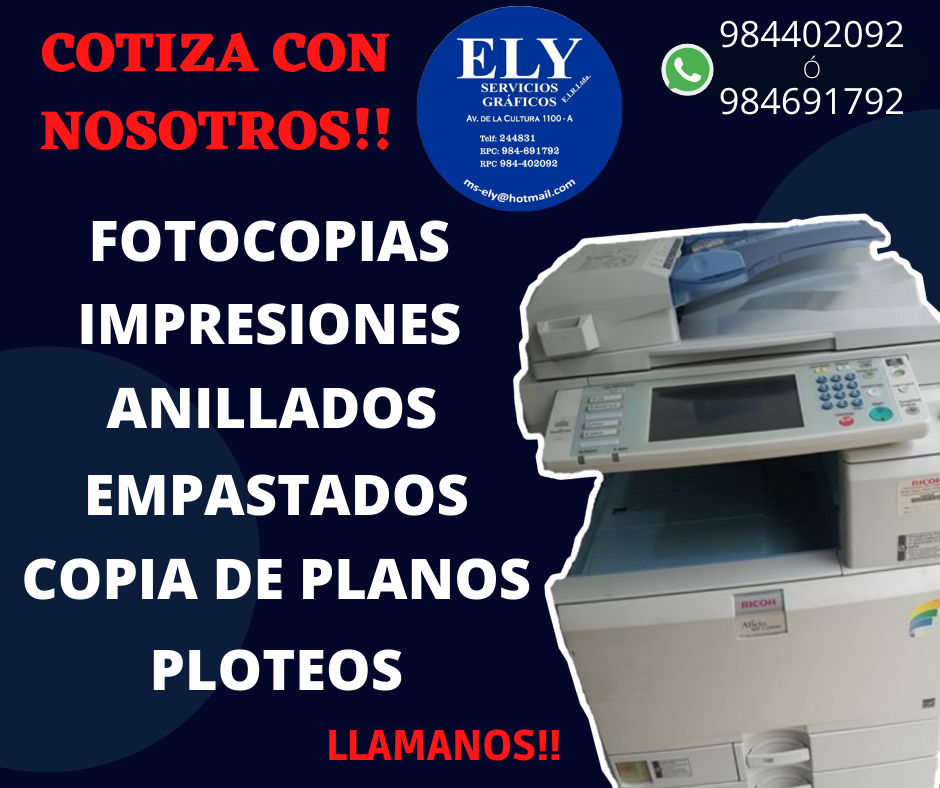 COTIZA CON
NOSOTROS!!
ELY
SERVICIOS
GRÁFICOS E.I.R.Ltda.
AV. DE LA CULTURA 1100 - A
Telf: 244831
RPC: 984-691792
RPC 984-402092
ms-ely@hotmail.com
984402092
Ó
984691792
FOTOCOPIAS
IMPRESIONES
ANILLADOS
EMPASTADOS
COPIA DE PLANOS
PLOTEOS
LLAMANOS!!
RICOH
RICOH
Aficio